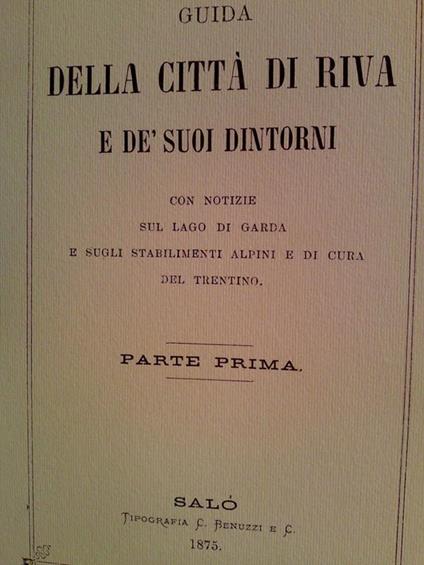 GUIDA
DELLA CITTÀ DI RIVA
E DE' SUOI DINTORNI
CON NOTIZIE
SUL LAGO DI GARDA
E SUGLI STABILIMENTI ALPINI E DI CURA
DEL TRENTINO.
PARTE PRIMA.
SALÓ
TIPOGRAFIA C. BENUZZI E C.
1875.